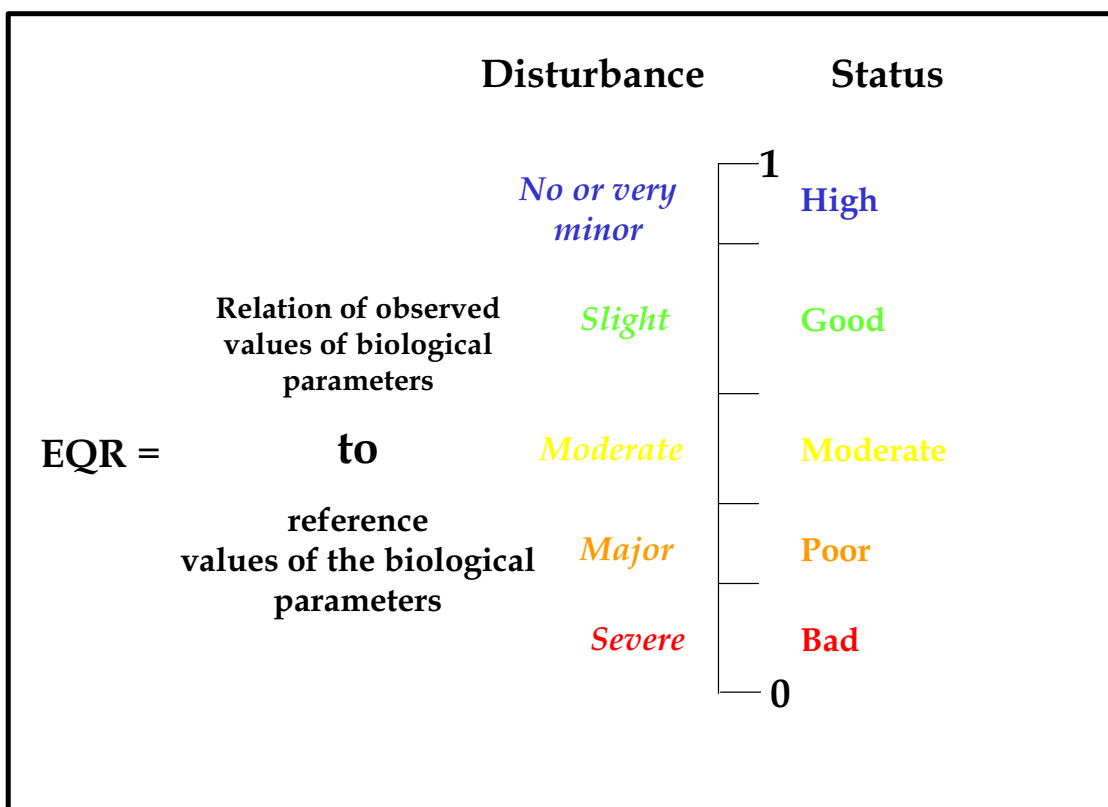 Disturbance Status
1
No or very
minor
High
Relation of observed
values of biological
parameters
Slight
Good
EQR =
to
Moderate
Moderate
reference
values of the biological
parameters
Major
Poor
Severe
Bad
0